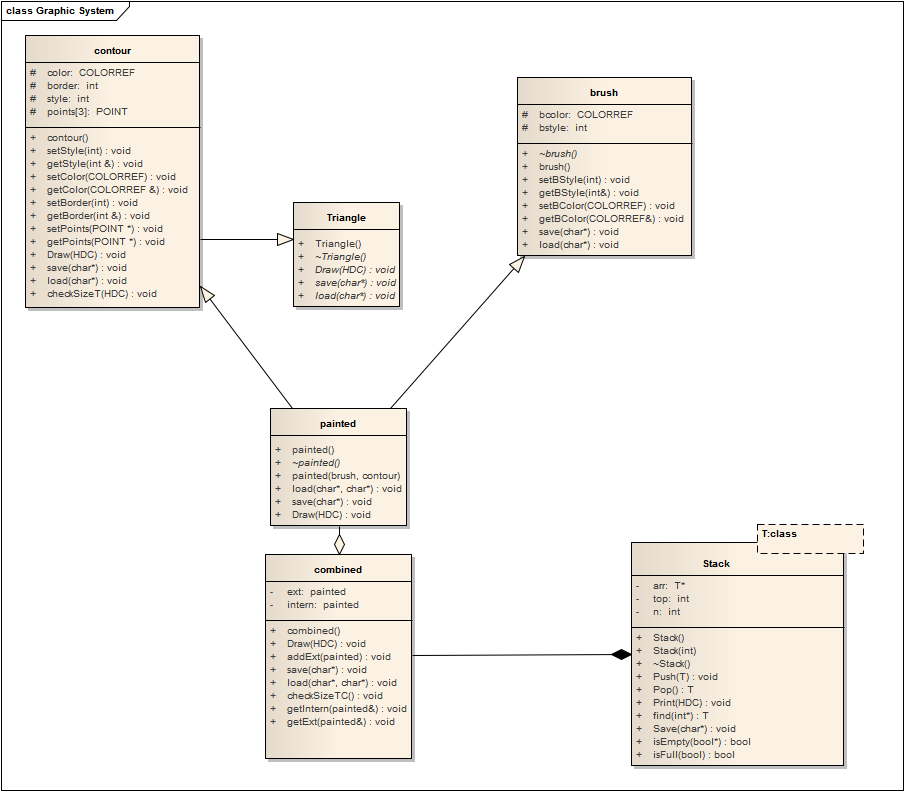 class Graphic System
contour
# color: COLORREF
# border: int
# style: int
# points[3]: POINT
+ contour()
+ setStyle(int) : void
+ getStyle(int &) : void
+ setColor(COLORREF) : void
+ getColor(COLORREF &) : void
+ setBorder(int) : void
+ getBorder(int &) : void
+ setPoints(POINT *) : void
+ getPoints(POINT *) : void
+ Draw(HDC) : void
+ save(char*) : void
+ load(char*) : void
+ checkSizeT(HDC) : void
brush
# bcolor: COLORREF
# bstyle: int
+ ~brush()
+ brush()
+ setBStyle(int) : void
+ getBStyle(int&) : void
+ setBColor(COLORREF) : void
+ getBColor(COLORREF&) : void
+ save(char*) : void
+ load(char*) : void
Triangle
+ Triangle()
+ ~Triangle()
+ Draw(HDC) : void
+ save(char*) : void
+ load(char*) : void
painted
+ painted()
+ ~painted()
+ painted(brush, contour)
+ load(char*, char*) : void
+ save(char*) : void
+ Draw(HDC) : void
combined
- ext: painted
- intern: painted
+ combined()
+ Draw(HDC) : void
+ addExt(painted) : void
+ save(char*) : void
+ load(char*, char*) : void
+ checkSizeTC() : void
+ getIntern(painted&) : void
+ getExt(painted&) : void
T:class
Stack
- arr: T*
- top: int
- n: int
+ Stack()
+ Stack(int)
+ ~Stack()
+ Push(T) : void
+ Pop() : T
+ Print(HDC) : void
+ find(int*) : T
+ Save(char*) : void
+ isEmpty(bool*) : bool
+ isFull(bool) : bool